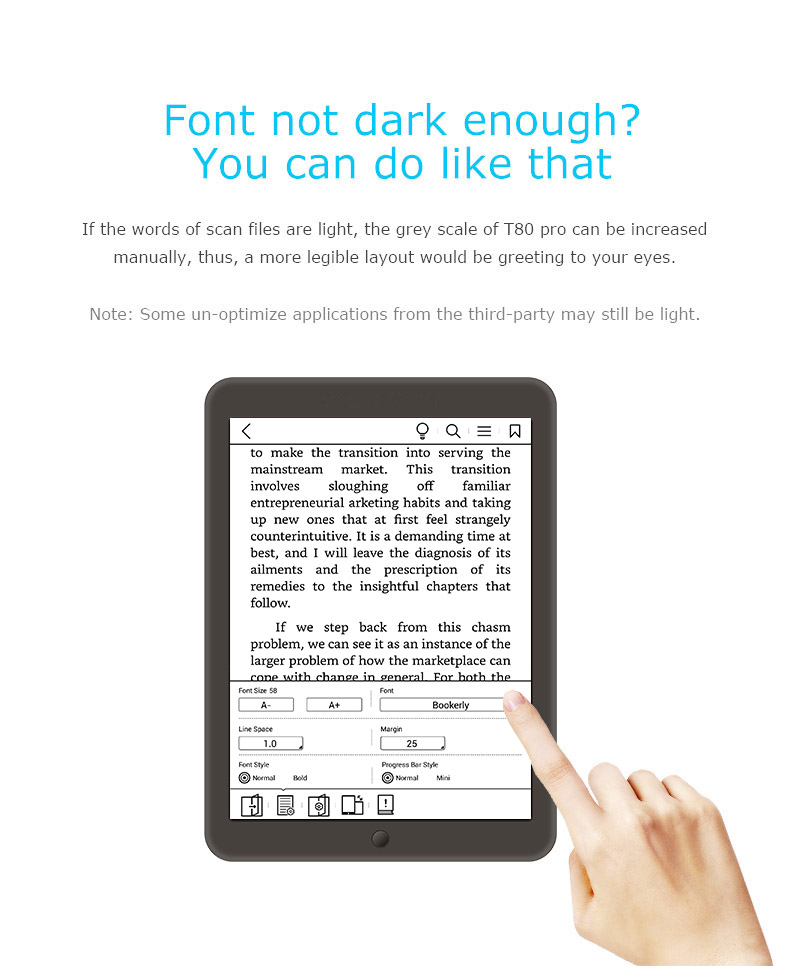 Font not dark enough?
You can do like that
If the words of scan files are light, the grey scale of T80 pro can be increased
manually, thus, a more legible layout would be greeting to your eyes.
Note: Some un-optimize applications from the third-party may still be light.
to make the transition into serving the
mainstream market. This transition
involves sloughing off familiar
entrepreneurial arketing habits and taking
up new ones that at first feel strangely
counterintuitive. It is a demanding time at
best, and I will leave the diagnosis of its
ailments and the prescription of its
remedies to the insightful chapters that
follow.
If we step back from this chasm
problem, we can see it as an instance of the
larger problem of how the marketplace can
cope with change in general. For both the
Font Size 58
Font
A-
A+
Bookerly
Line Space
Margin
1.0
25
Font Style
Progress Bar Style
Normal
Bold
Normal
Mini